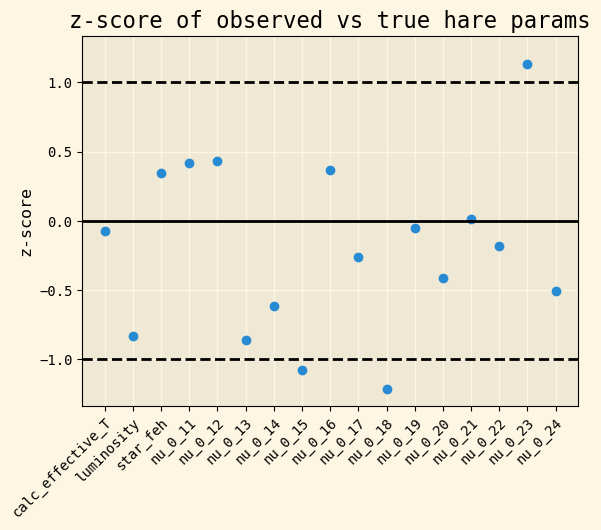 z-score of observed vs true hare params
z-score
1.0
0.5
0.0
−0.5
−1.0
calc_effective_T
luminosity
star_feh
nu_0_11
nu_0_12
nu_0_13
nu_0_14
nu_0_15
nu_0_16
nu_0_17
nu_0_18
nu_0_19
nu_0_20
nu_0_21
nu_0_22
nu_0_23
nu_0_24